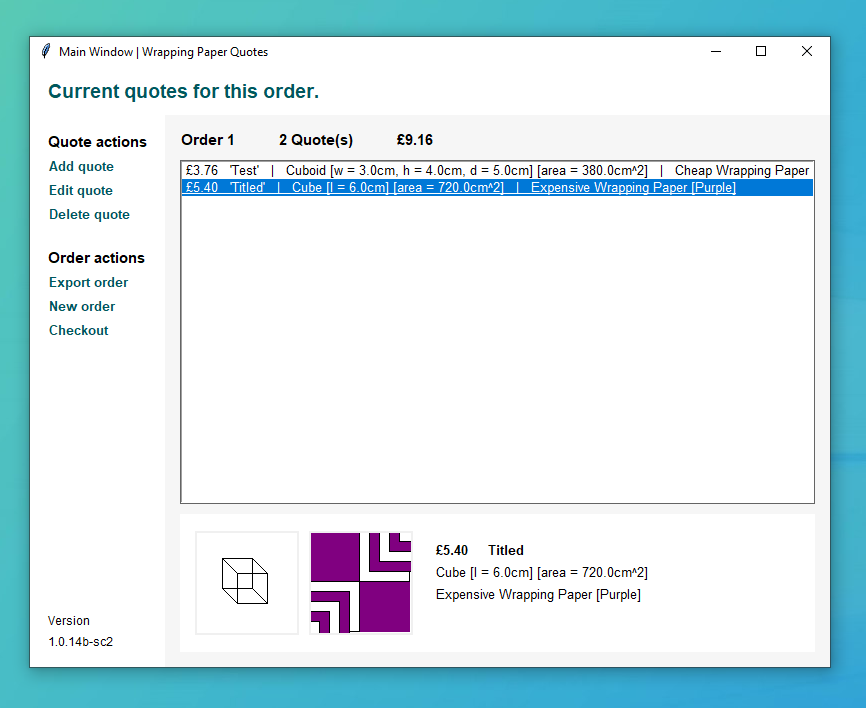 Main Window | Wrapping Paper Quotes
Current quotes for this order.
Quote actions
Add quote
Edit quote
Delete quote
Order actions
Export order
New order
Checkout
Version
1.0.14b-sc2
Order 1 2 Quote(s) £9.16
£3.76 'Test' | Cuboid [w = 3.0cm, h = 4.0cm, d = 5.0cm] [area = 380.0cm^2] | Cheap Wrapping Paper
£5.40 'Titled' | Cube [l = 6.0cm] [area = 720.0cm^2] | Expensive Wrapping Paper [Purple]
£5.40 Titled
Cube [l = 6.0cm] [area = 720.0cm^2]
Expensive Wrapping Paper [Purple]